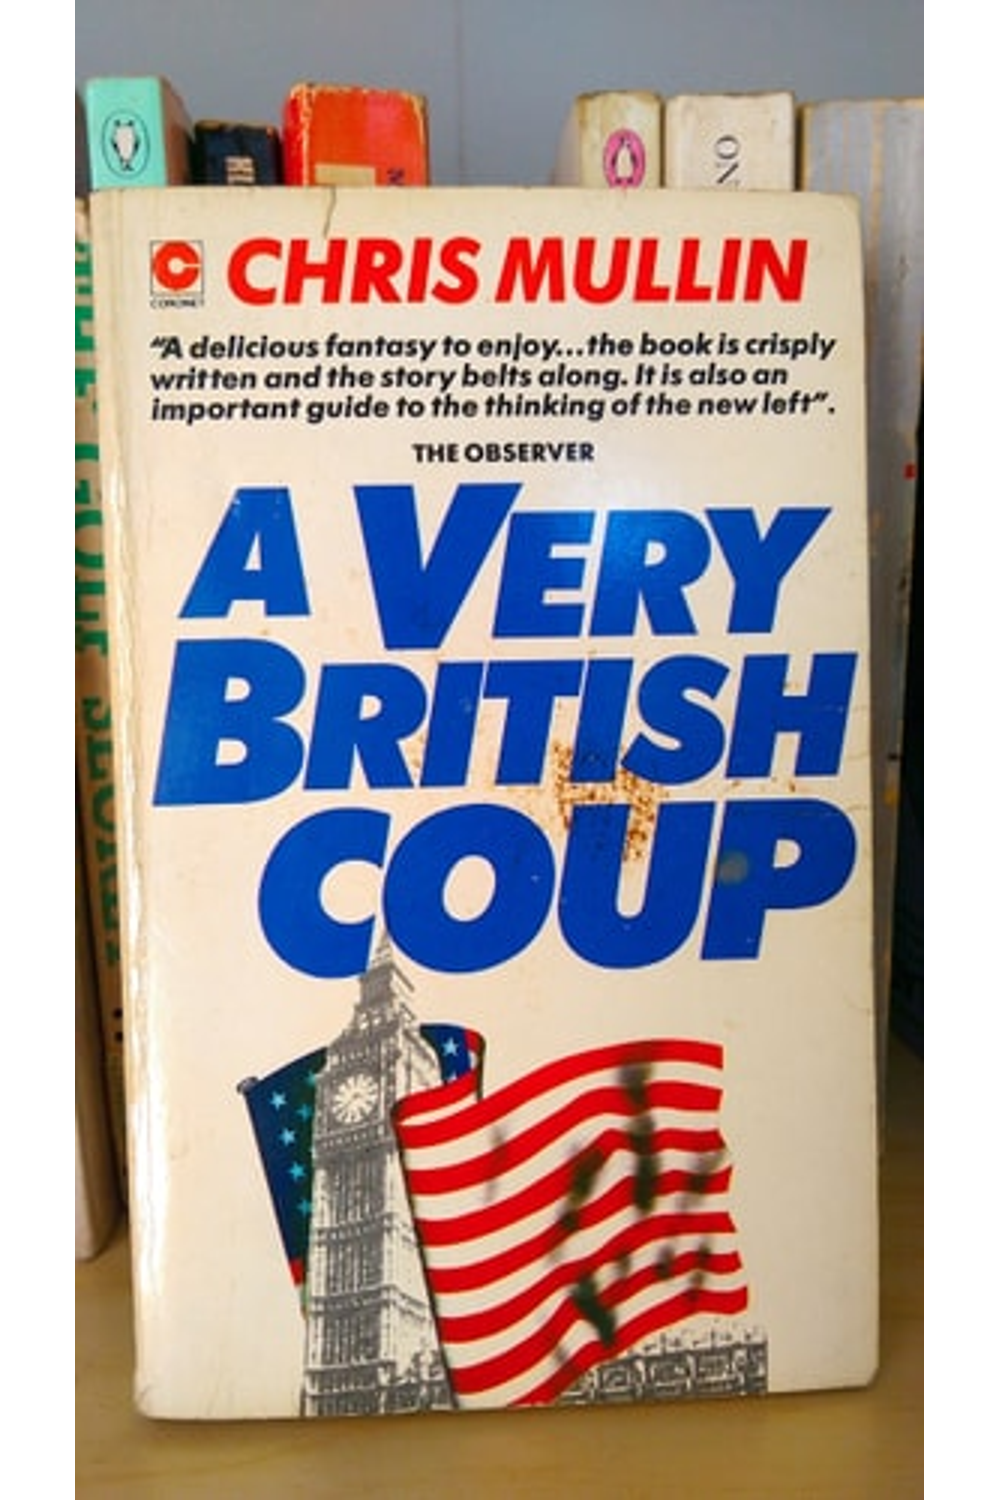 CHRIS MULLIN
CORONET
“A delicious fantasy to enjoy...the book is crisply
written and the story belts along. It is also an
important guide to the thinking of the new left”.
THE OBSERVER
A VERY
BRITISH
COUP